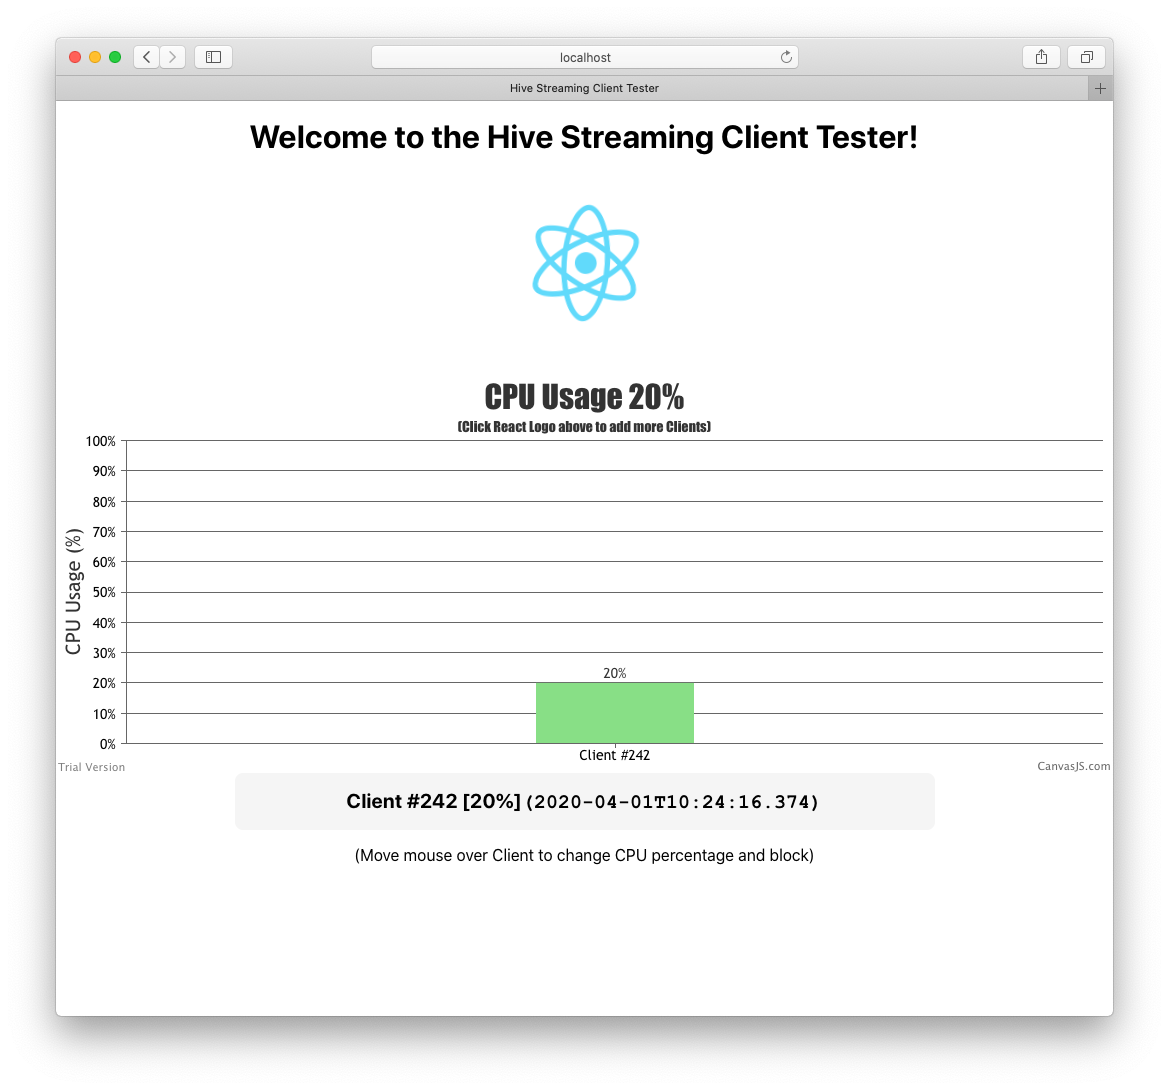 localhost
Hive Streaming Client Tester
Welcome to the Hive Streaming Client Tester!
CPU Usage 20%
(Click React Logo above to add more Clients)
CPU Usage (%)
100%
90%
80%
70%
60%
50%
40%
30%
20%
10%
0%
20%
Client #242
Trial Version
CanvasJS.com
Client #242 [20%] (2020-04-01T10:24:16.374)
(Move mouse over Client to change CPU percentage and block)